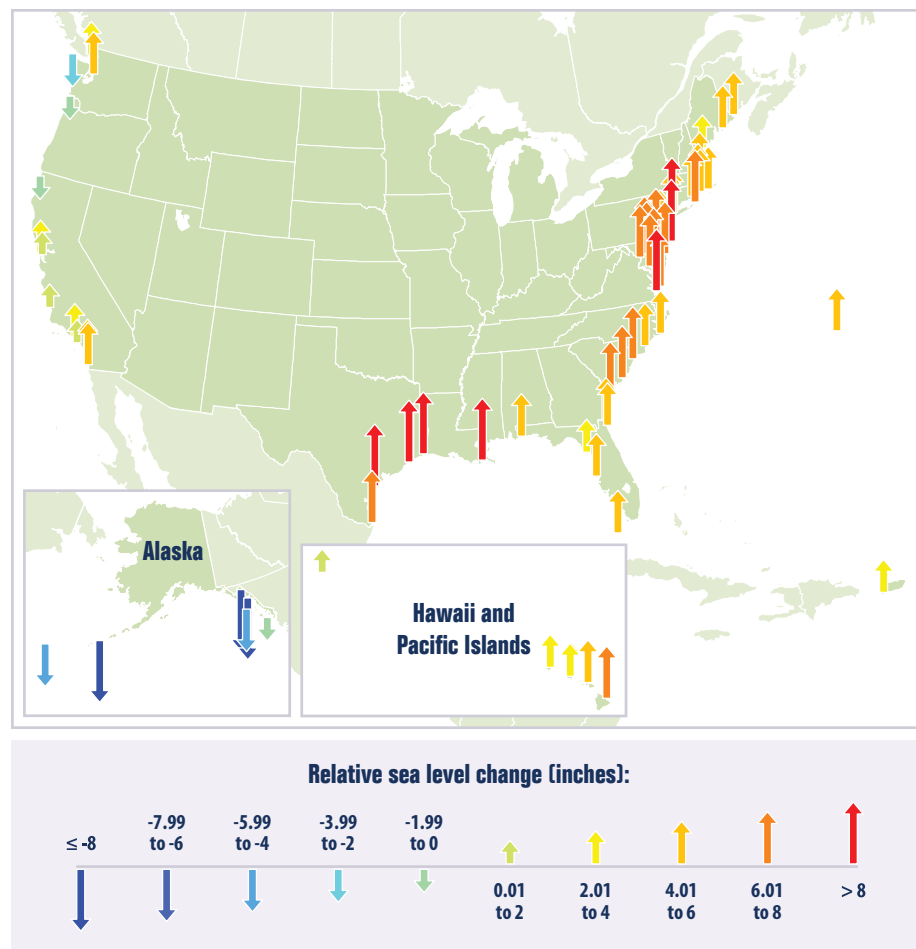 Alaska
Hawaii and
Pacific Islands
Relative sea level change (inches):
≤ -8
-7.99
to -6
-5.99
to -4
-3.99
to -2
-1.99
to 0
0.01
to 2
2.01
to 4
4.01
to 6
6.01
to 8
> 8